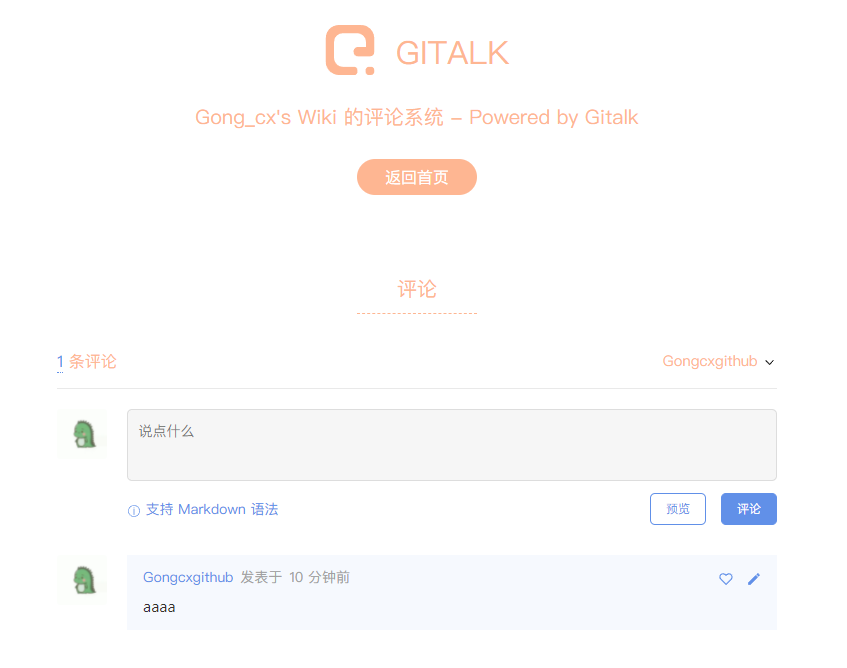 GITALK
Gong_cx's Wiki 的评论系统 – Powered by Gitalk
返回首页
评论
1 条评论
Gongcxgithub
说点什么
支持 Markdown 语法
预览
评论
Gongcxgithub 发表于 10 分钟前
aaaa